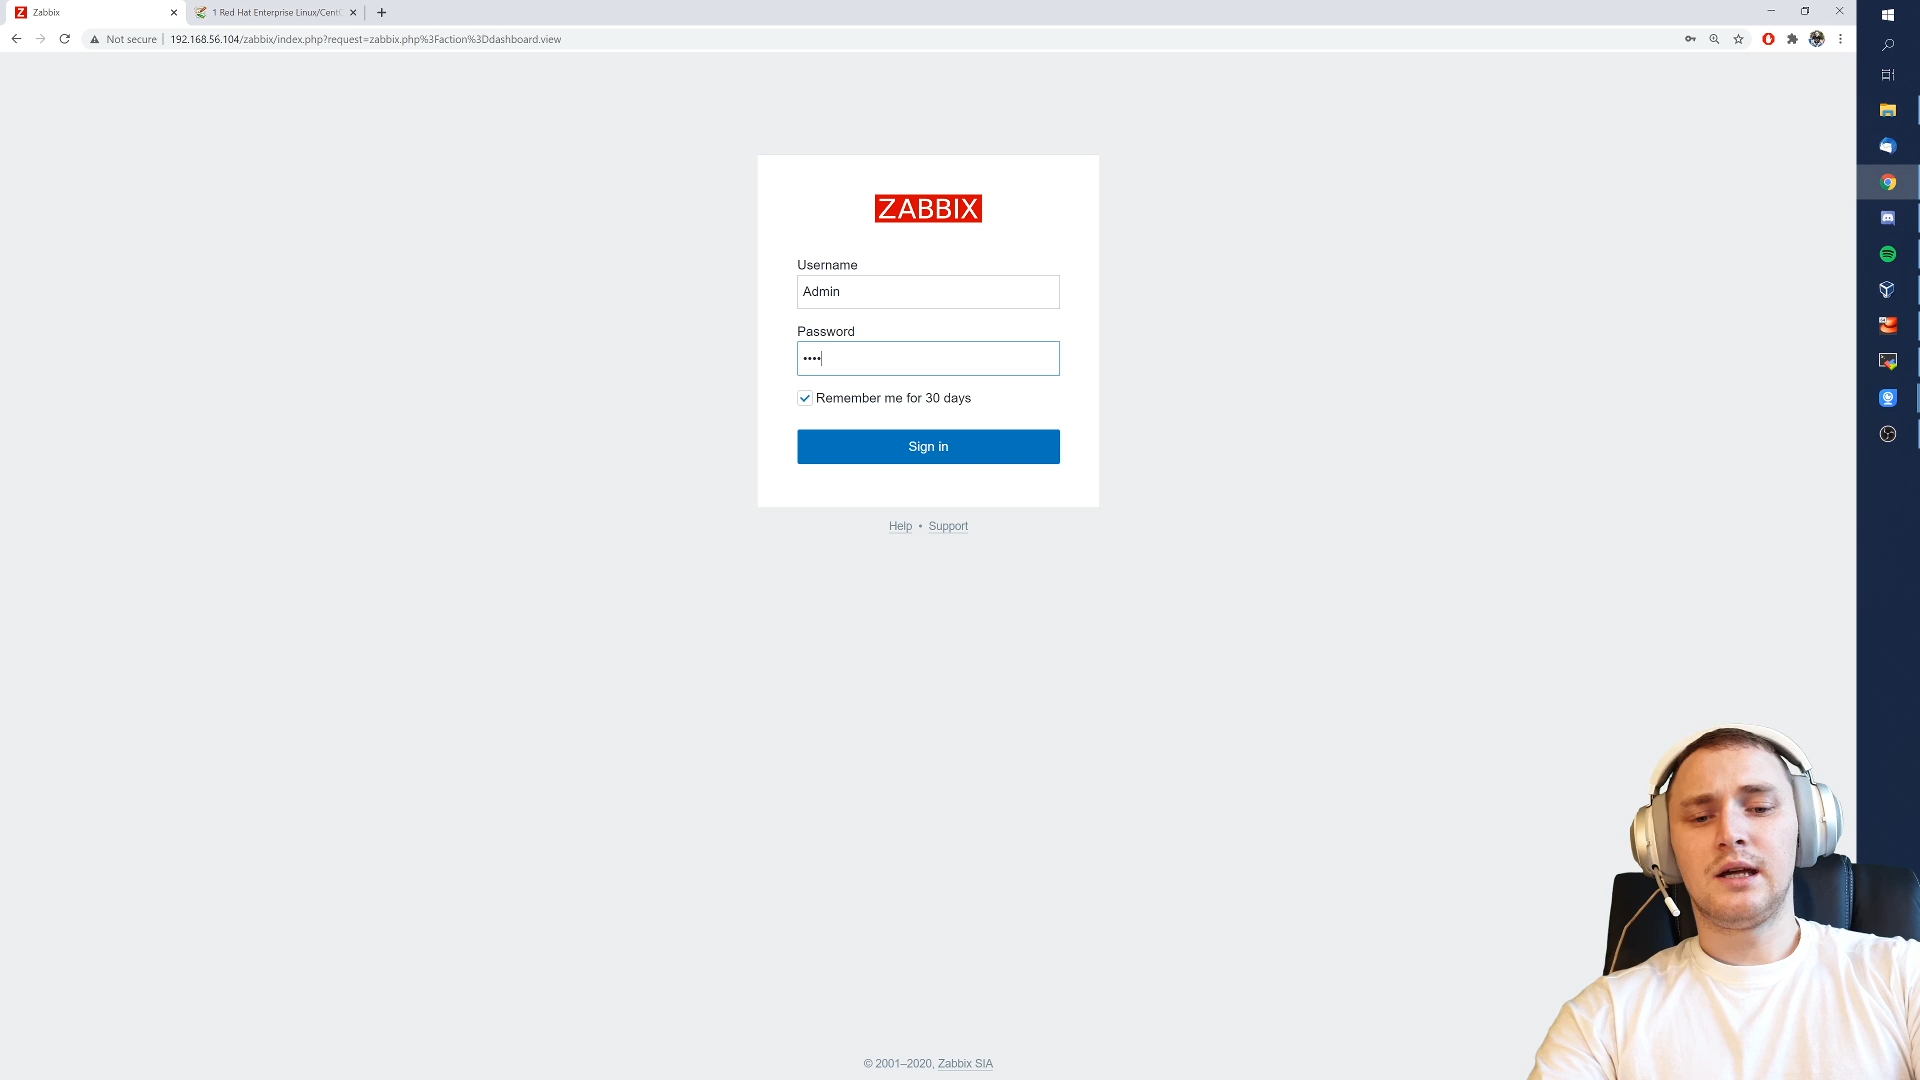 Zabbix
1 Red Hat Enterprise Linux/Cent
Not secure
192.168.56.104/zabbix/index.php?request=zabbix.php%3Faction%3Ddashboard.view
ZABBIX
Username
Admin
Password
••••
Remember me for 30 days
Sign in
Help • Support
© 2001–2020, Zabbix SIA